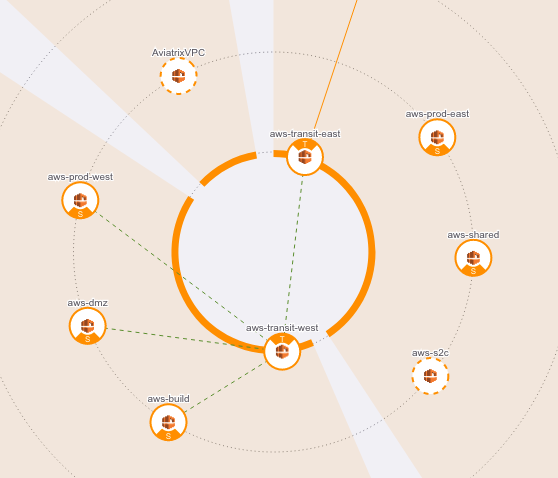 AviatrixVPC
aws-prod-east
aws-transit-east
T
S
aws-prod-west
S
aws-shared
S
aws-dmz
S
aws-transit-west
T
aws-s2c
aws-build
S